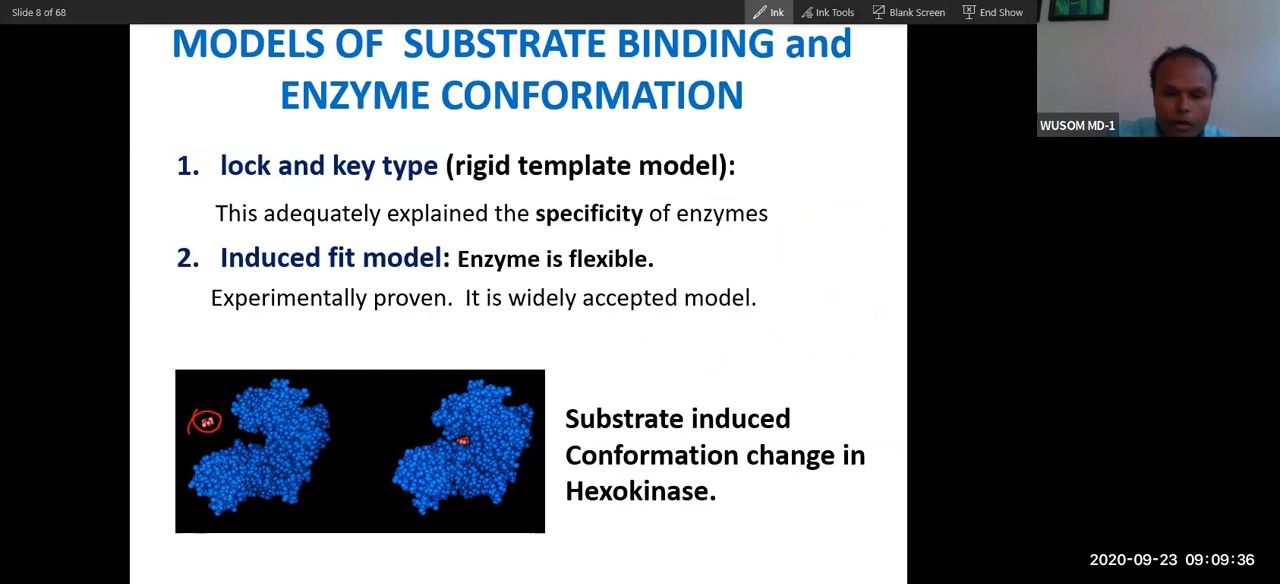 Slide 8 of 68
Ink
Ink Tools
Blank Screen
End Show
MODELS OF SUBSTRATE BINDING and
ENZYME CONFORMATION
WUSOM MD-1
1. lock and key type (rigid template model):
This adequately explained the specificity of enzymes
2. Induced fit model: Enzyme is flexible.
Experimentally proven. It is widely accepted model.
Substrate induced
Conformation change in
Hexokinase.
2020-09-23 09:09:36